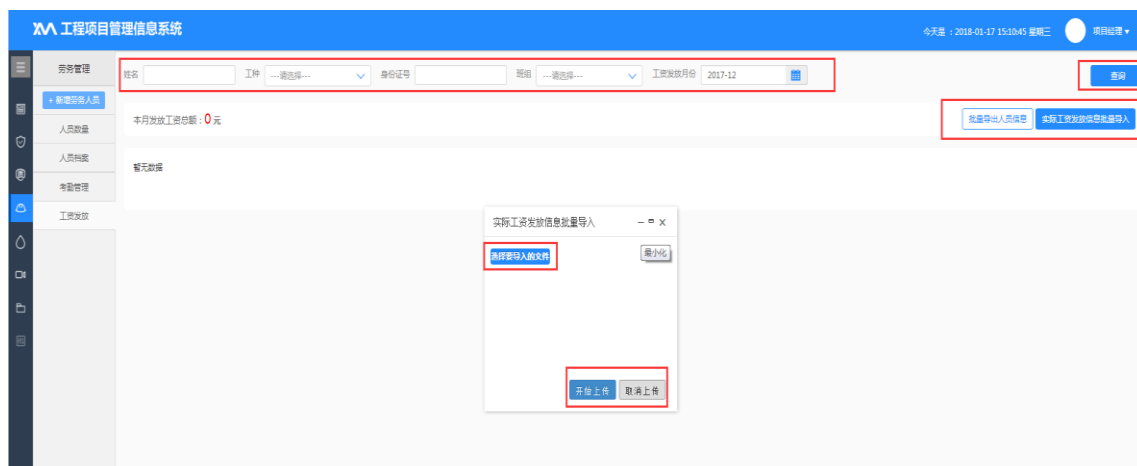 工程项目管理信息系统
今天是 : 2018-01-17 15:10:45 星期三 项目经理
劳务管理
姓名 工种 ---请选择--- 身份证号 班组 ---请选择--- 工资发放月份 2017-12
查询
+ 新增劳务人员
本月发放工资总额 : 0 元
批量导出人员信息 实际工资发放信息批量导入
人员数量
人员档案
暂无数据
考勤管理
工资发放
实际工资发放信息批量导入
选择要导入的文件
最小化
开始上传 取消上传